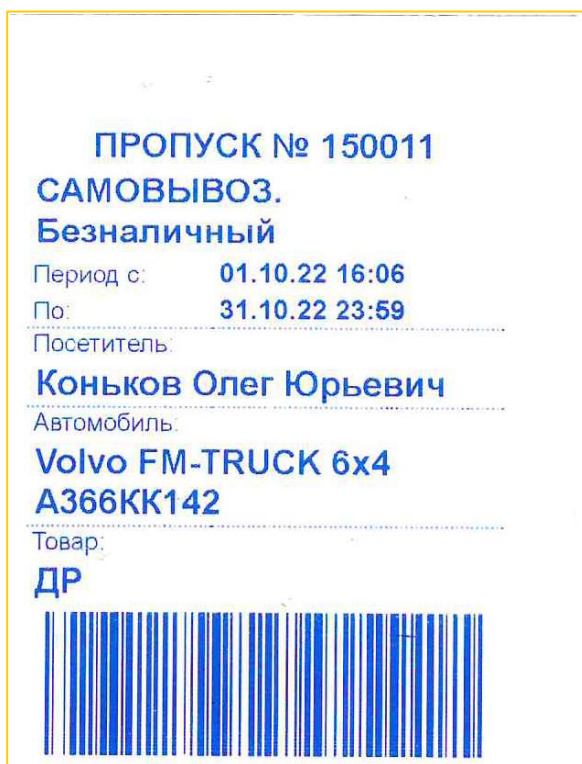 ПРОПУСК № 150011
САМОВЫВОЗ.
Безналичный
Период с: 01.10.22 16:06
По: 31.10.22 23:59
Посетитель:
Коньков Олег Юрьевич
Автомобиль:
Volvo FM-TRUCK 6x4
А366КК142
Товар:
ДР